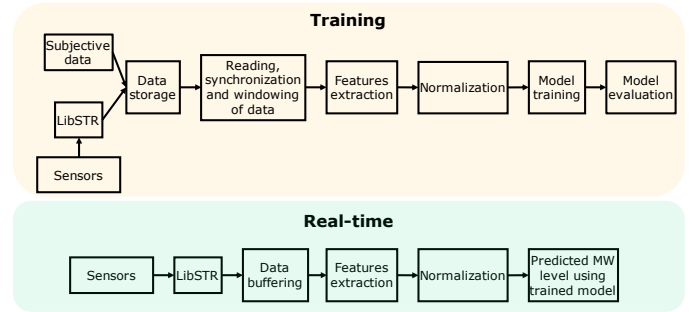 Training
Subjective
data
LibSTR
Sensors
Data
storage
Reading,
synchronization
and windowing
of data
Features
extraction
Normalization
Model
training
Model
evaluation
Real-time
Sensors
LibSTR
Data
buffering
Features
extraction
Normalization
Predicted MW
level using
trained model